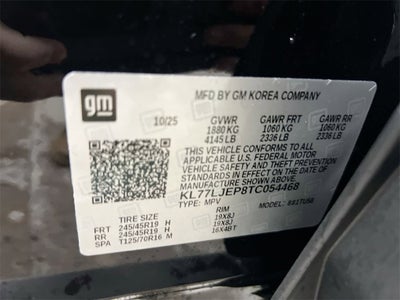 gm
MFD BY GM KOREA COMPANY
10/25 GVWR GAWR FRT GAWR RR
1880 KG 1060 KG 1060 KG
4145 LB 2336 LB 2336 LB
THIS VEHICLE CONFORMS TO ALL
APPLICABLE U.S. FEDERAL MOTOR
VEHICLE SAFETY AND THEFT
PREVENTION STANDARDS IN EFFECT
ON THE DATE OF MANUFACTURE
SHOWN ABOVE.
KL77LJEP8TC054468
TYPE: MPV
TIRE SIZE RIM
FRT 245/45R19 H 19X8J
RR 245/45R19 H 19X8J
SPA T125/70R16 M 16X4BT